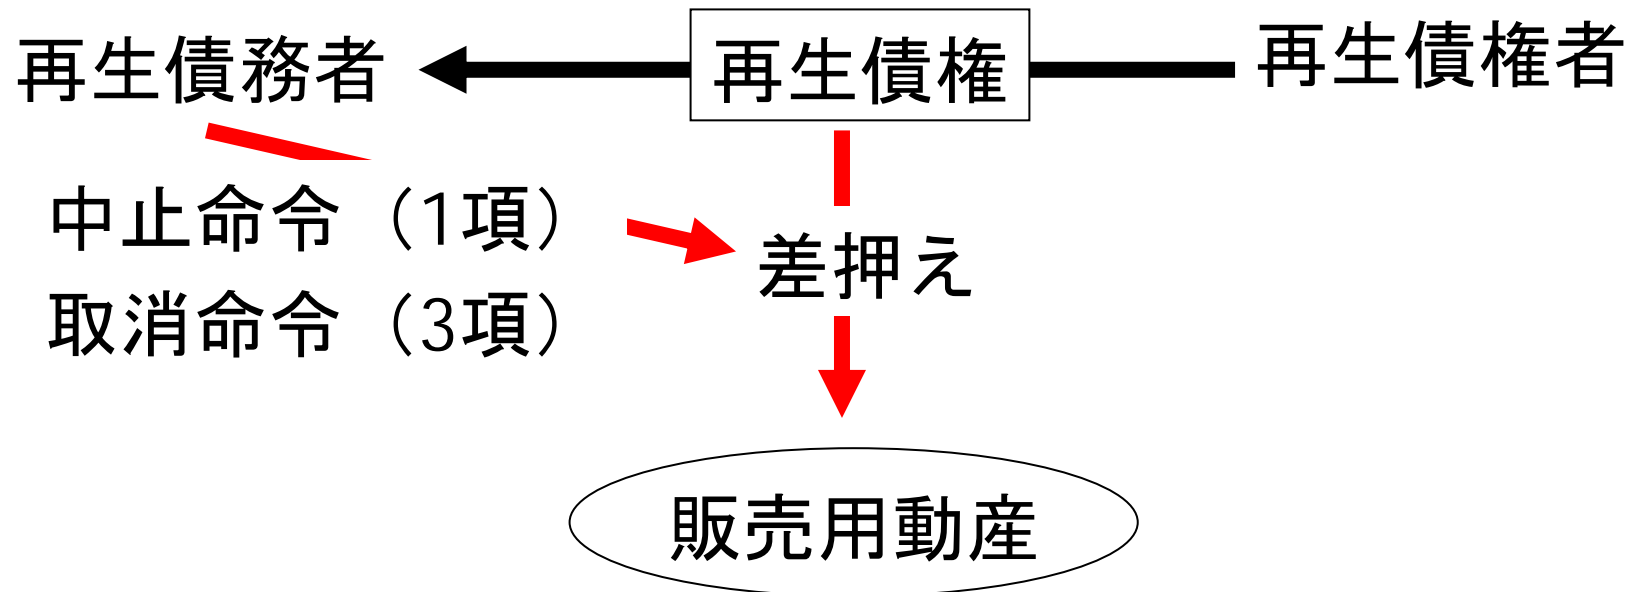 再生債務者
再生債権
再生債権者
中止命令（1項）
取消命令（3項）
差押え
販売用動産